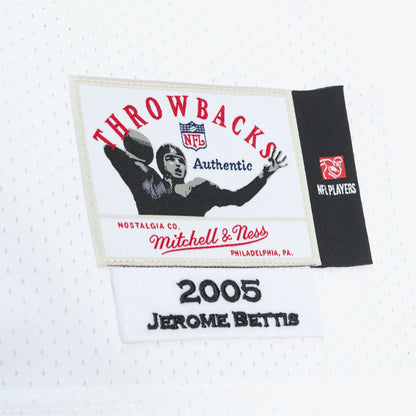 THROWBACKS
NFL
Authentic
NFL PLAYERS
NOSTALGIA CO.
Mitchell & Ness
PHILADELPHIA, PA.
2005
JEROME BETTIS